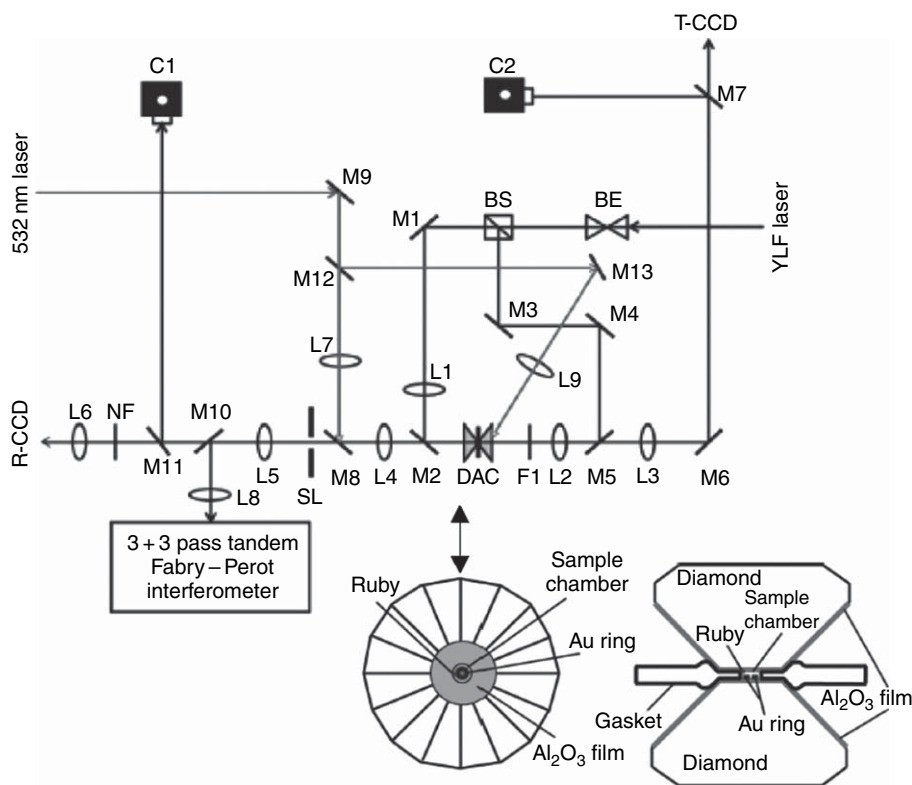 T-CCD
C1
C2
M7
532 nm laser
M9
M1
BS
BE
YLF laser
M12
M13
M3
M4
L7
L1
L9
R-CCD
L6
NF
M10
M11
L5
SL
M8
L4
M2
DAC
F1
L2
M5
L3
M6
L8
3 + 3 pass tandem
Fabry – Perot
interferometer
Ruby
Sample
chamber
Au ring
Al2O3 film
Diamond
Sample
chamber
Ruby
Gasket
Al2O3 film
Au ring
Diamond